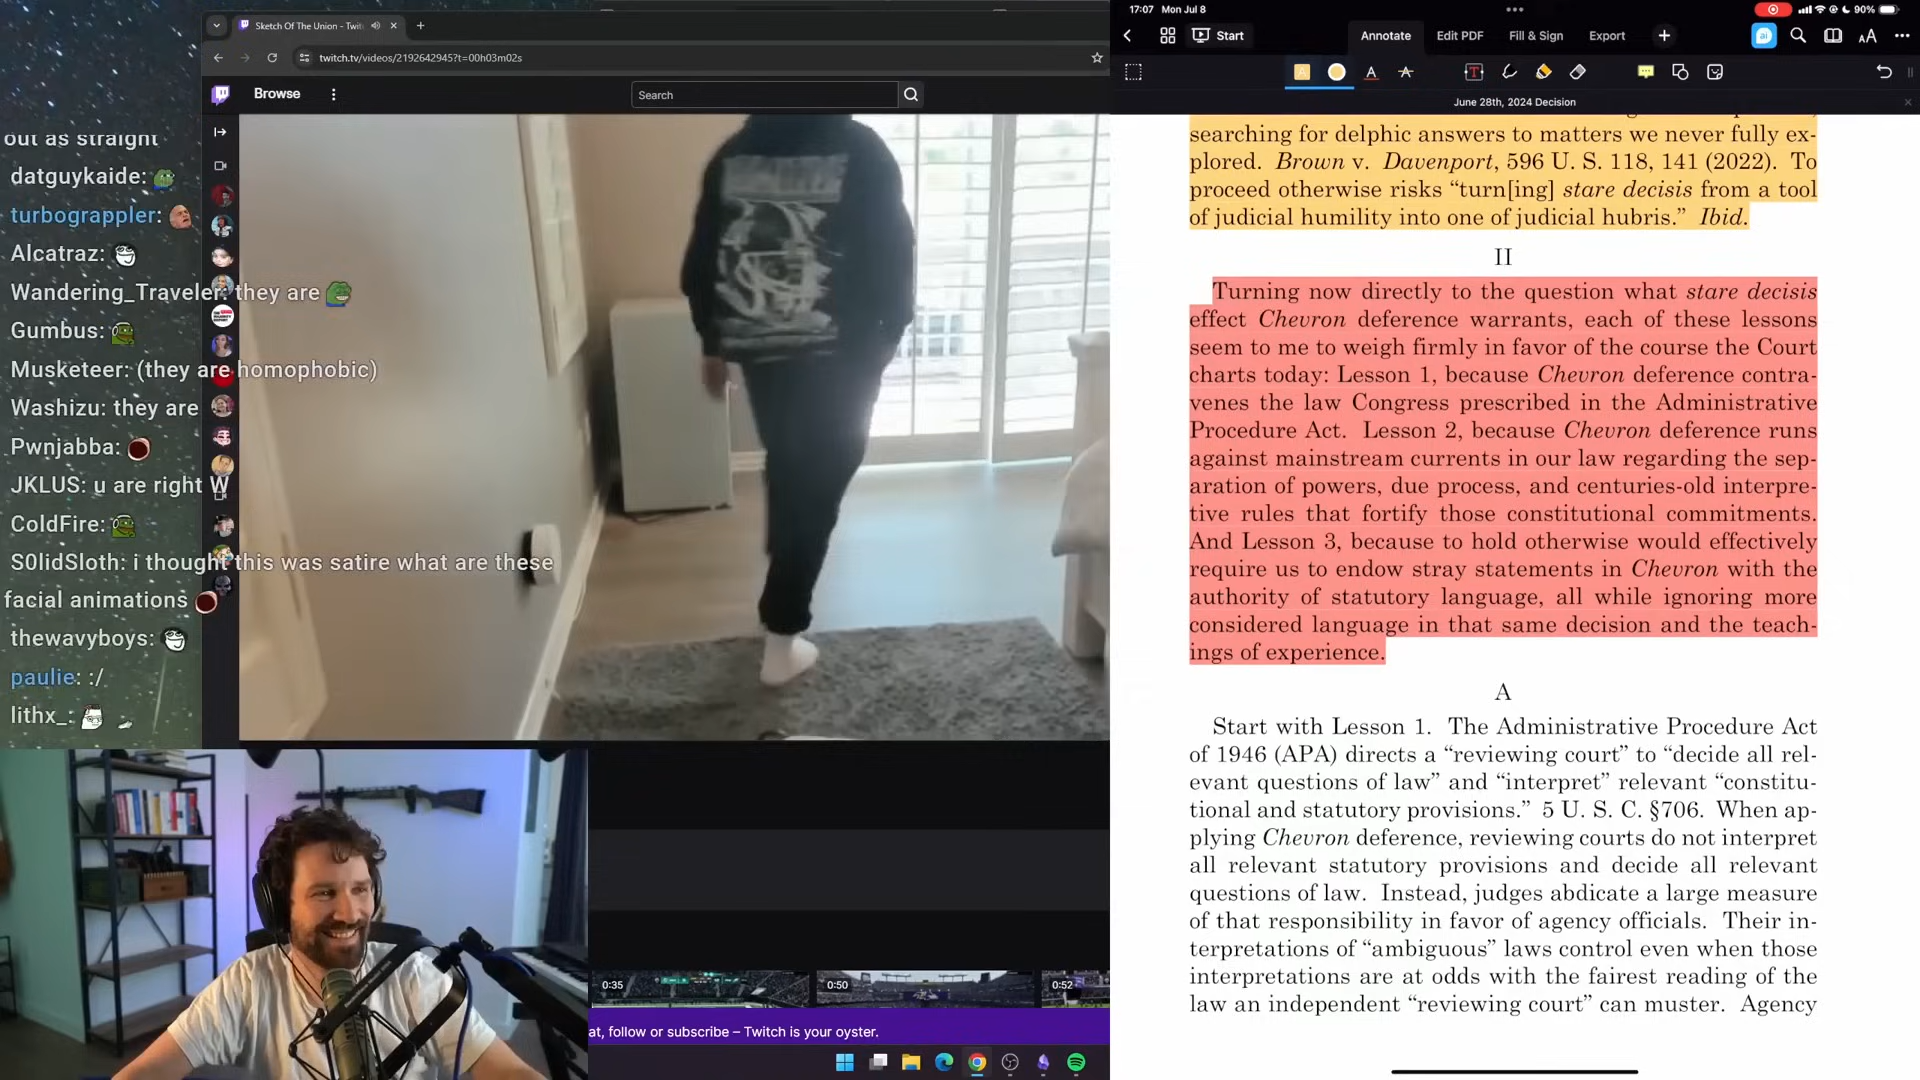 out as straight
datguykaide:
turbograppler:
Alcatraz:
Wandering_Traveler: they are
Gumbus:
Musketeer: (they are homophobic)
Washizu: they are
Pwnjabba:
JKLUS: u are right W
ColdFire:
S0lidSloth: i thought this was satire what are these
facial animations
thewavyboys:
paulie: :/
lithx_:
Sketch Of The Union - Twit
twitch.tv/videos/2192642945?t=00h03m02s
Browse
Search
0:35
0:50
0:52
at, follow or subscribe – Twitch is your oyster.
17:07 Mon Jul 8
90%
Start
Annotate
Edit PDF
Fill & Sign
Export
June 28th, 2024 Decision
searching for delphic answers to matters we never fully ex-
plored. Brown v. Davenport, 596 U. S. 118, 141 (2022). To
proceed otherwise risks “turn[ing] stare decisis from a tool
of judicial humility into one of judicial hubris.” Ibid.
II
Turning now directly to the question what stare decisis
effect Chevron deference warrants, each of these lessons
seem to me to weigh firmly in favor of the course the Court
charts today: Lesson 1, because Chevron deference contra-
venes the law Congress prescribed in the Administrative
Procedure Act. Lesson 2, because Chevron deference runs
against mainstream currents in our law regarding the sep-
aration of powers, due process, and centuries-old interpre-
tive rules that fortify those constitutional commitments.
And Lesson 3, because to hold otherwise would effectively
require us to endow stray statements in Chevron with the
authority of statutory language, all while ignoring more
considered language in that same decision and the teach-
ings of experience.
A
Start with Lesson 1. The Administrative Procedure Act
of 1946 (APA) directs a “reviewing court” to “decide all rel-
evant questions of law” and “interpret” relevant “constitu-
tional and statutory provisions.” 5 U. S. C. §706. When ap-
plying Chevron deference, reviewing courts do not interpret
all relevant statutory provisions and decide all relevant
questions of law. Instead, judges abdicate a large measure
of that responsibility in favor of agency officials. Their in-
terpretations of “ambiguous” laws control even when those
interpretations are at odds with the fairest reading of the
law an independent “reviewing court” can muster. Agency